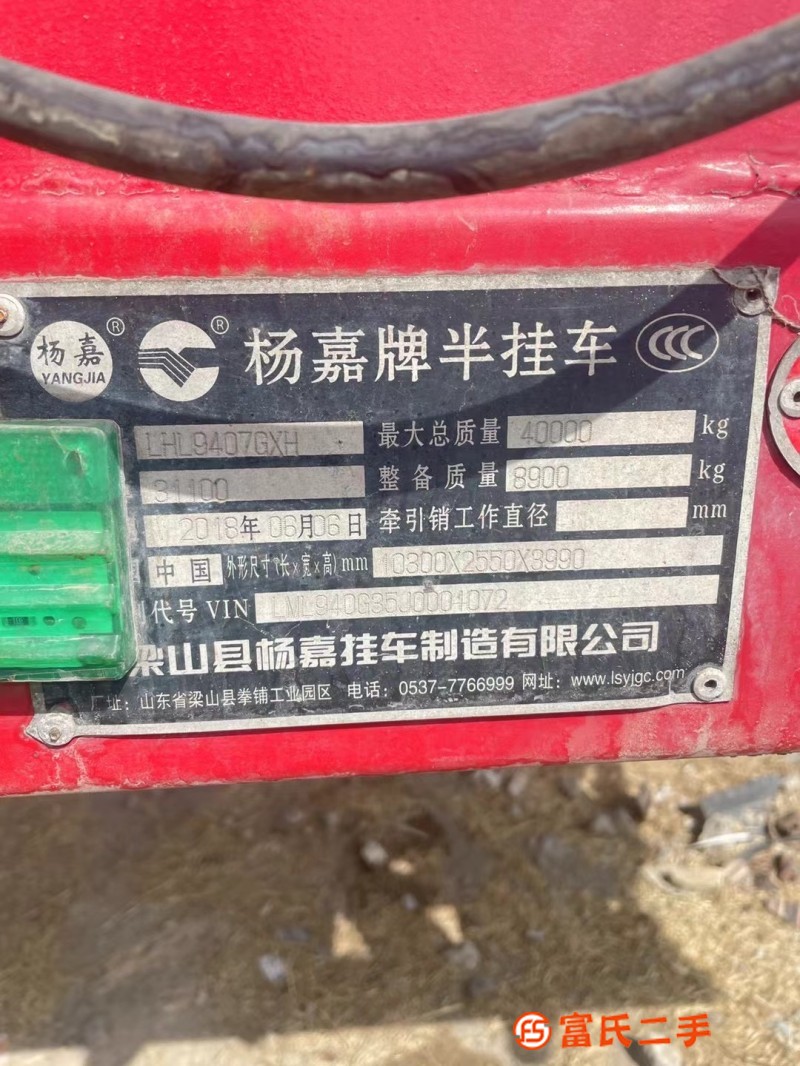 杨嘉® YANGJIA ® 杨嘉牌半挂车 CCC
LHL9407GXH 最大总质量 40000 kg
31100 整备质量 8900 kg
2018年06月06日 牵引销工作直径 mm
中国 外形尺寸(长×宽×高)mm 10300X2550X3990
代号VIN LML940G35J0001072
梁山县杨嘉挂车制造有限公司
厂址：山东省梁山县拳铺工业园区 电话：0537-7766999 网址：www.lsyjgc.com
富氏二手